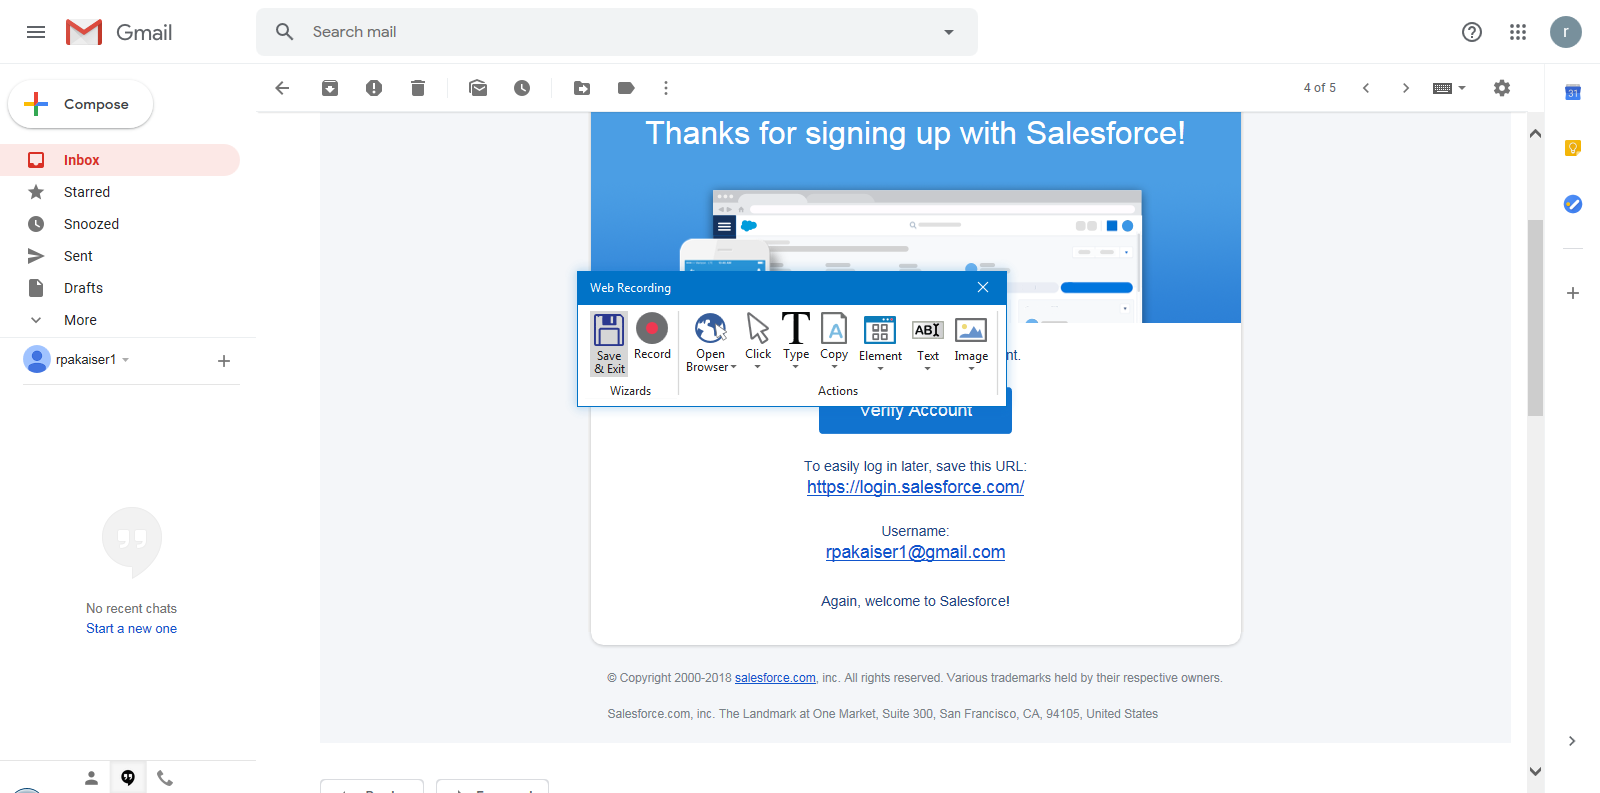 Gmail
Search mail
r
Compose
4 of 5
31
Inbox
Starred
Snoozed
Sent
Drafts
More
rpakaiser1
No recent chats
Start a new one
Thanks for signing up with Salesforce!
Web Recording
Save & Exit
Record
Open Browser
Click
Type
Copy
Element
Text
Image
Wizards
Actions
nt.
Verify Account
To easily log in later, save this URL:
https://login.salesforce.com/
Username:
rpakaiser1@gmail.com
Again, welcome to Salesforce!
© Copyright 2000-2018 salesforce.com, inc. All rights reserved. Various trademarks held by their respective owners.
Salesforce.com, inc. The Landmark at One Market, Suite 300, San Francisco, CA, 94105, United States